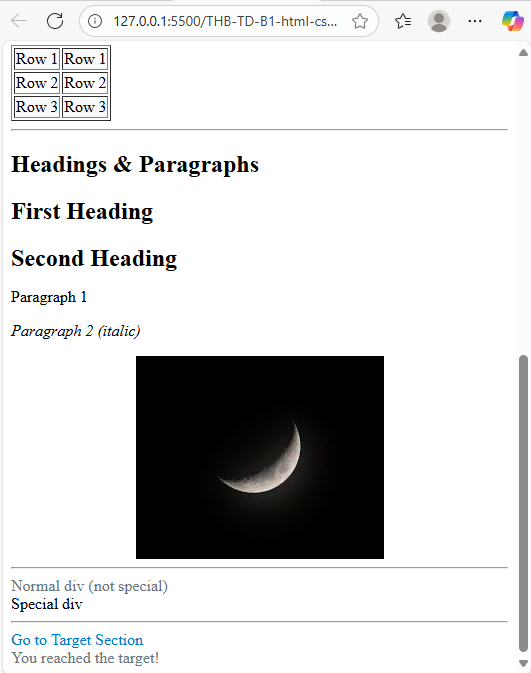 127.0.0.1:5500/THB-TD-B1-html-cs...
Row 1 Row 1
Row 2 Row 2
Row 3 Row 3
Headings & Paragraphs
First Heading
Second Heading
Paragraph 1
Paragraph 2 (italic)
Normal div (not special)
Special div
Go to Target Section
You reached the target!